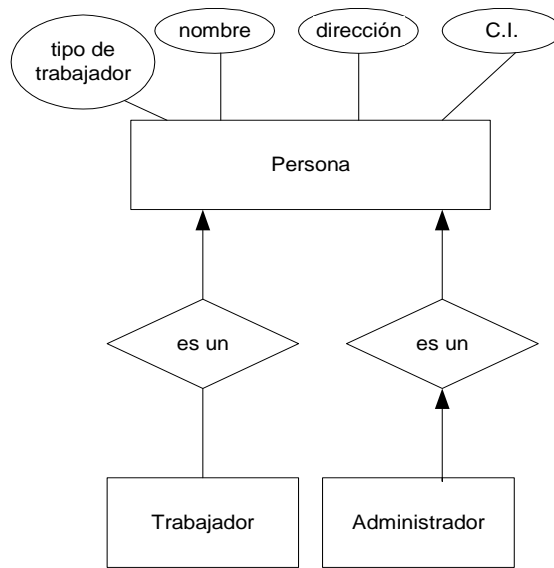 tipo de
trabajador
nombre
dirección
C.I.
Persona
es un
es un
Trabajador
Administrador